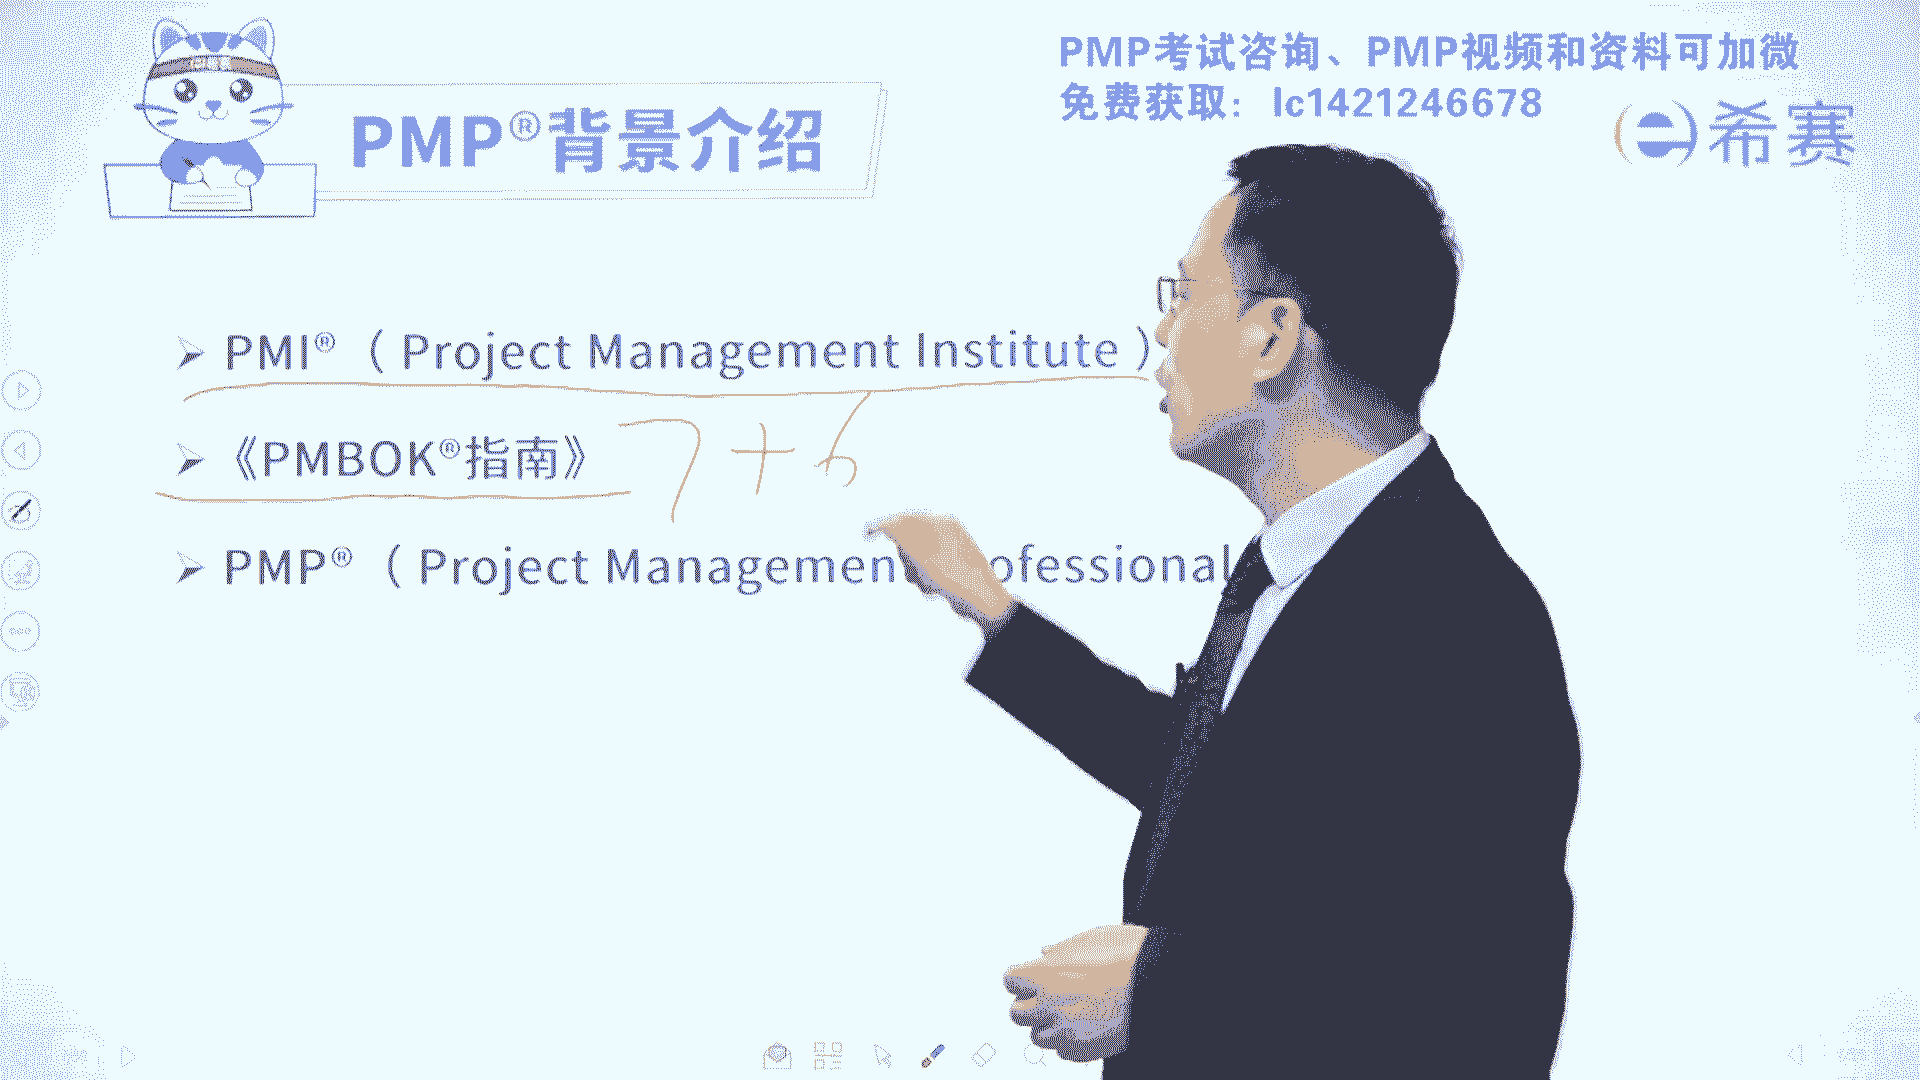 PMP考试咨询、PMP视频和资料可加微
免费获取：lc1421246678
希赛
PMP®背景介绍
➢ PMI®（Project Management Institute）
➢ 《PMBOK®指南》 7+6
➢ PMP®（Project Management ofessional